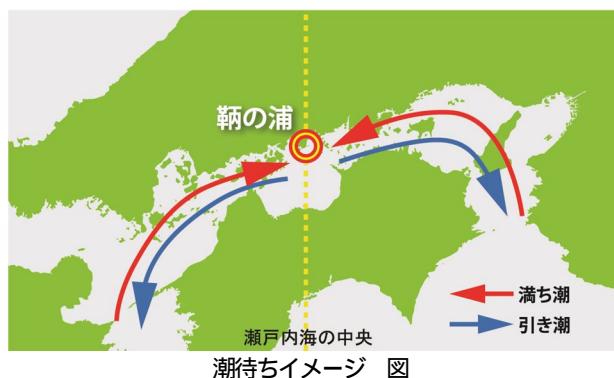 鞆の浦
満ち潮
引き潮
瀬戸内海の中央
潮待ちイメージ 図